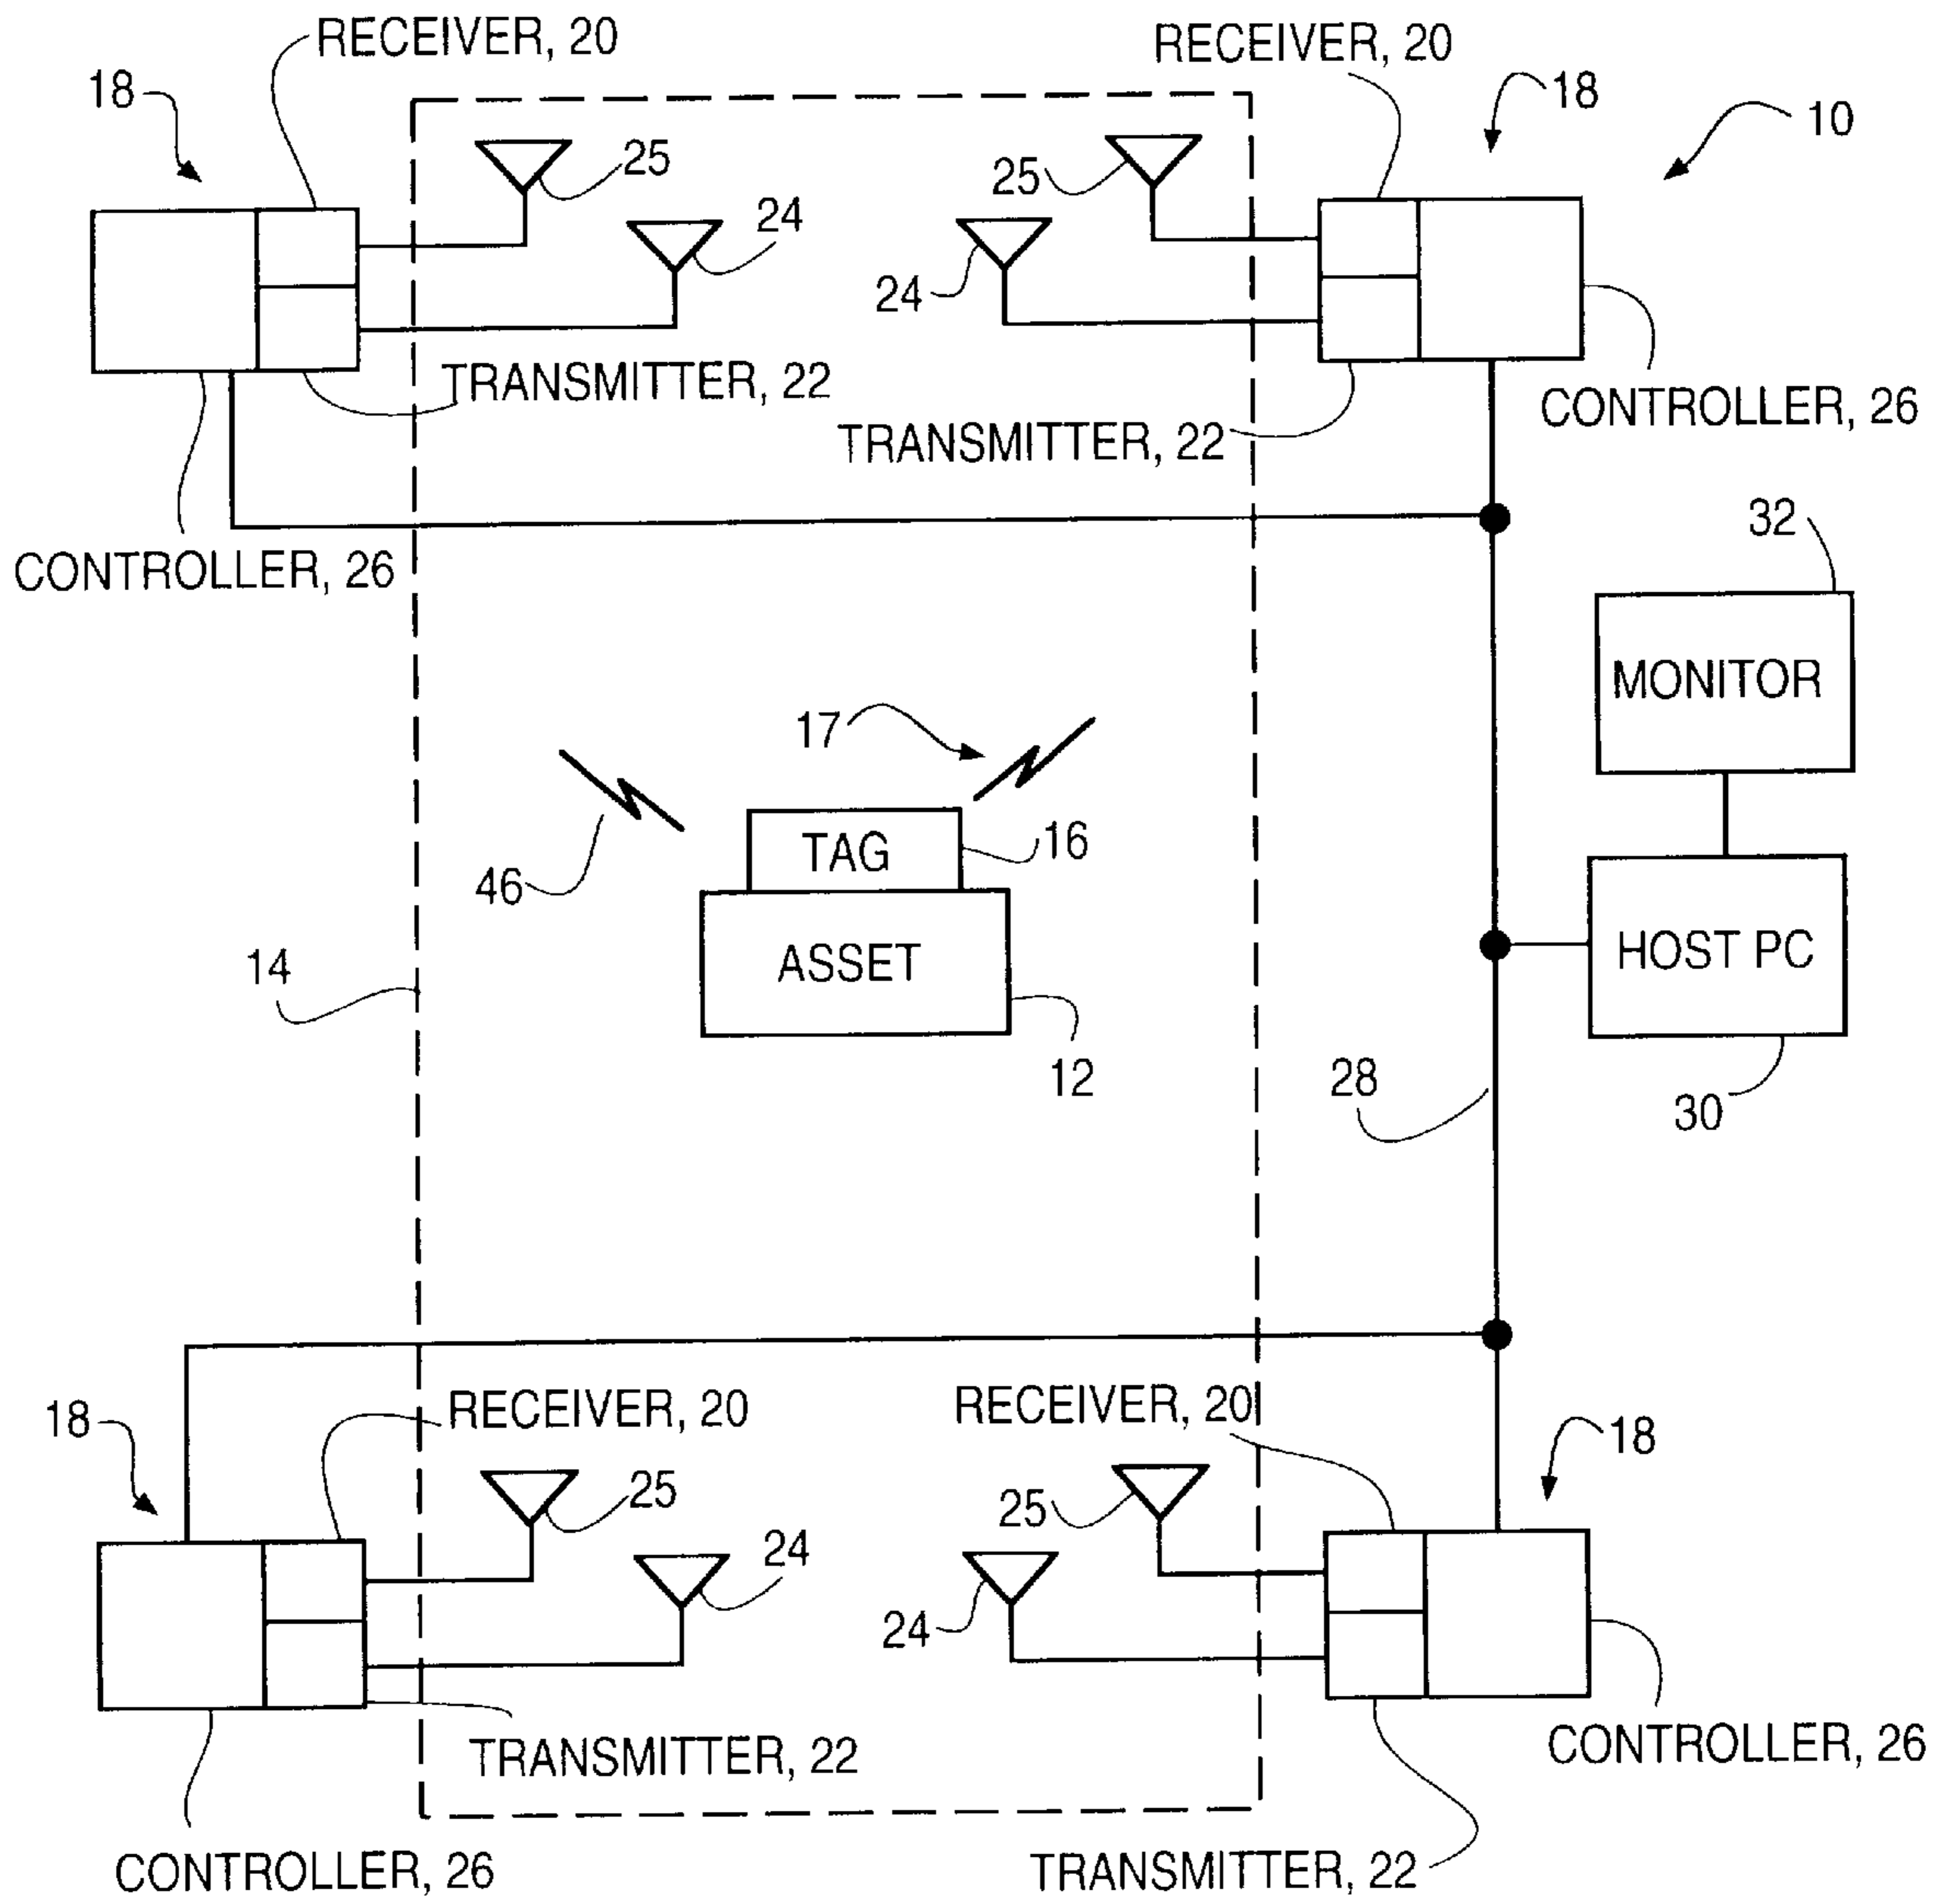 RECEIVER, 20
RECEIVER, 20
18
18
10
25
25
24
24
TRANSMITTER, 22
CONTROLLER, 26
TRANSMITTER, 22
32
CONTROLLER, 26
MONITOR
17
46
TAG
16
HOST PC
14
ASSET
12
28
30
18
RECEIVER, 20
RECEIVER, 20
18
25
25
24
24
TRANSMITTER, 22
CONTROLLER, 26
CONTROLLER, 26
TRANSMITTER, 22